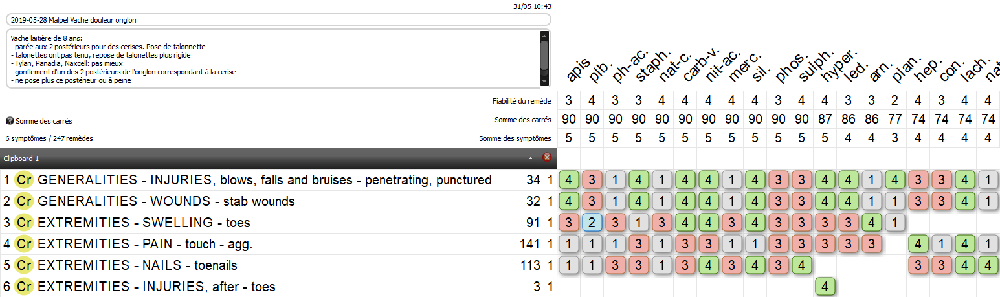 31/05 10:43
2019-05-28 Malpel Vache douleur onglon
Vache laitière de 8 ans:
- parée aux 2 postérieurs pour des cerises. Pose de talonnette
- talonettes ont pas tenu, repose de talonettes plus rigide
- Tylan, Panadia, Naxcell: pas mieux
- gonflement d'un des 2 postérieurs de l'onglon correspondant à la cerise
- ne pose plus ce postérieur ou à peine
apis plb. ph-ac. staph. nat-c. carb-v. nit-ac. merc. sil. phos. sulph. hyper. led. arn. plan. hep. con. lach. nat
Fiabilité du remède 3 4 3 3 4 4 4 4 4 3 4 4 3 3 2 4 3 4 4
Somme des carrés Somme des carrés 90 90 90 90 90 90 90 90 90 90 90 87 86 86 77 74 74 74 74
6 symptômes / 247 remèdes Somme des symptômes 5 5 5 5 5 5 5 5 5 5 5 5 4 4 3 4 4 4 4
Clipboard 1
1 Cr GENERALITIES - INJURIES, blows, falls and bruises - penetrating, punctured 34 1 4 3 1 4 1 4 4 1 4 3 3 4 4 1 4 3 3 4 1
2 Cr GENERALITIES - WOUNDS - stab wounds 32 1 4 3 1 4 1 4 4 1 4 3 3 4 4 1 1 3 3 4 1
3 Cr EXTREMITIES - SWELLING - toes 91 1 3 2 3 1 3 4 4 3 4 3 3 3 3 4 1
4 Cr EXTREMITIES - PAIN - touch - agg. 141 1 1 1 1 3 1 3 3 1 1 3 3 3 3 3 4 1 4 1
5 Cr EXTREMITIES - NAILS - toenails 113 1 1 1 3 3 1 3 4 3 4 3 4 3 3 4 4
6 Cr EXTREMITIES - INJURIES, after - toes 3 1 4